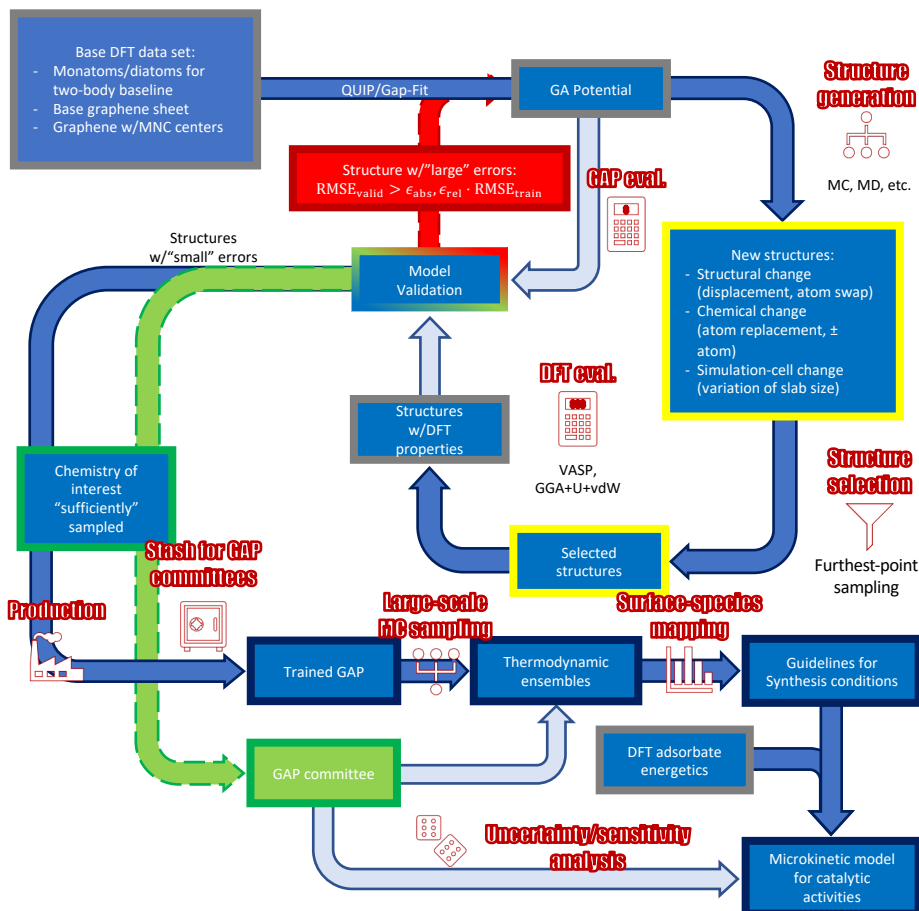 Base DFT data set:
- Monatoms/diatoms for
two-body baseline
- Base graphene sheet
- Graphene w/MNC centers
QUIP/Gap-Fit
GA Potential
Structure
generation
MC, MD, etc.
Structure w/"large" errors:
RMSE_valid > ϵ_abs, ϵ_rel · RMSE_train
GAP eval.
Structures
w/"small" errors
Model
Validation
New structures:
- Structural change
(displacement, atom swap)
- Chemical change
(atom replacement, ±
atom)
- Simulation-cell change
(variation of slab size)
DFT eval.
Structures
w/DFT
properties
VASP,
GGA+U+vdW
Chemistry of
interest
"sufficiently"
sampled
Structure
selection
Furthest-point
sampling
Selected
structures
Stash for GAP
committees
Production
Large-scale
MC sampling
Surface-species
mapping
Trained GAP
Thermodynamic
ensembles
Guidelines for
Synthesis conditions
GAP committee
DFT adsorbate
energetics
Uncertainty/sensitivity
analysis
Microkinetic model
for catalytic
activities